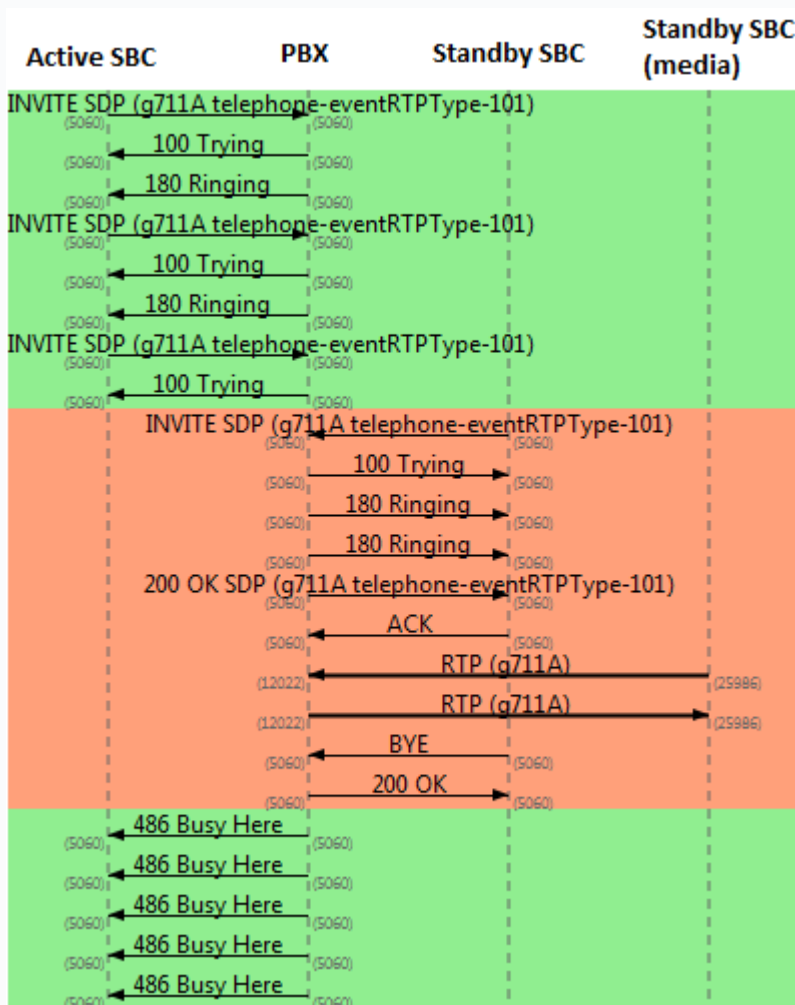 Active SBC PBX Standby SBC Standby SBC
(media)
INVITE SDP (g711A telephone-eventRTPType-101)
(5060) (5060)
100 Trying
(5060) (5060)
180 Ringing
(5060) (5060)
INVITE SDP (g711A telephone-eventRTPType-101)
(5060) (5060)
100 Trying
(5060) (5060)
180 Ringing
(5060) (5060)
INVITE SDP (g711A telephone-eventRTPType-101)
(5060) (5060)
100 Trying
(5060) (5060)
INVITE SDP (g711A telephone-eventRTPType-101)
(5060) (5060)
100 Trying
(5060) (5060)
180 Ringing
(5060) (5060)
180 Ringing
(5060) (5060)
200 OK SDP (g711A telephone-eventRTPType-101)
(5060) (5060)
ACK
(5060) (5060)
RTP (g711A)
(12022) (25986)
RTP (g711A)
(12022) (25986)
BYE
(5060) (5060)
200 OK
(5060) (5060)
486 Busy Here
(5060) (5060)
486 Busy Here
(5060) (5060)
486 Busy Here
(5060) (5060)
486 Busy Here
(5060) (5060)
486 Busy Here
(5060) (5060)